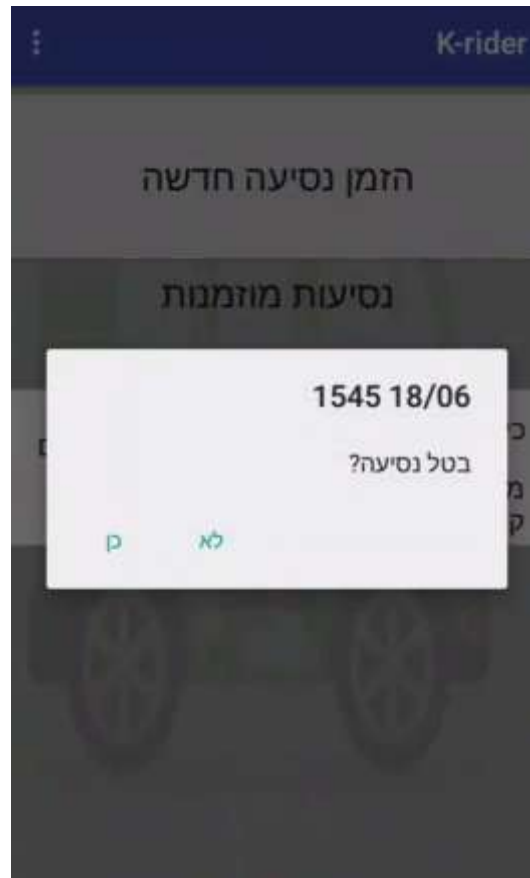 K-rider
הזמן נסיעה חדשה
נסיעות מוזמנות
1545 18/06
בטל נסיעה?
לא כן